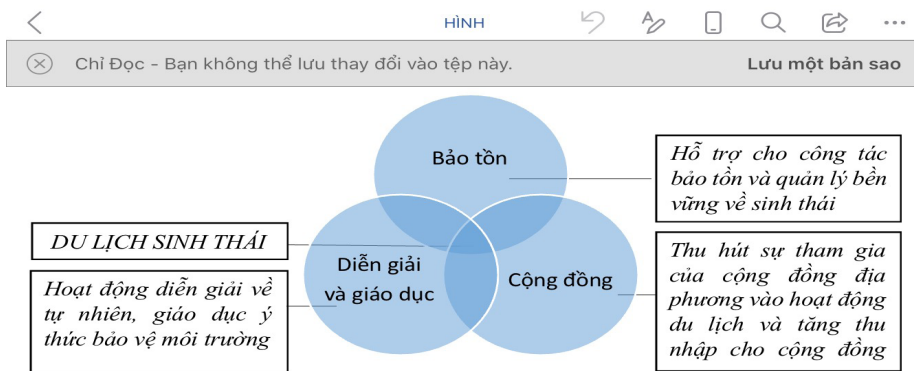 HÌNH
Chỉ Đọc - Bạn không thể lưu thay đổi vào tệp này.
Lưu một bản sao
Bảo tồn
Hỗ trợ cho công tác
bảo tồn và quản lý bền
vững về sinh thái
DU LỊCH SINH THÁI
Diễn giải
và giáo dục
Cộng đồng
Hoạt động diễn giải về
tự nhiên, giáo dục ý
thức bảo vệ môi trường
Thu hút sự tham gia
của cộng đồng địa
phương vào hoạt động
du lịch và tăng thu
nhập cho cộng đồng